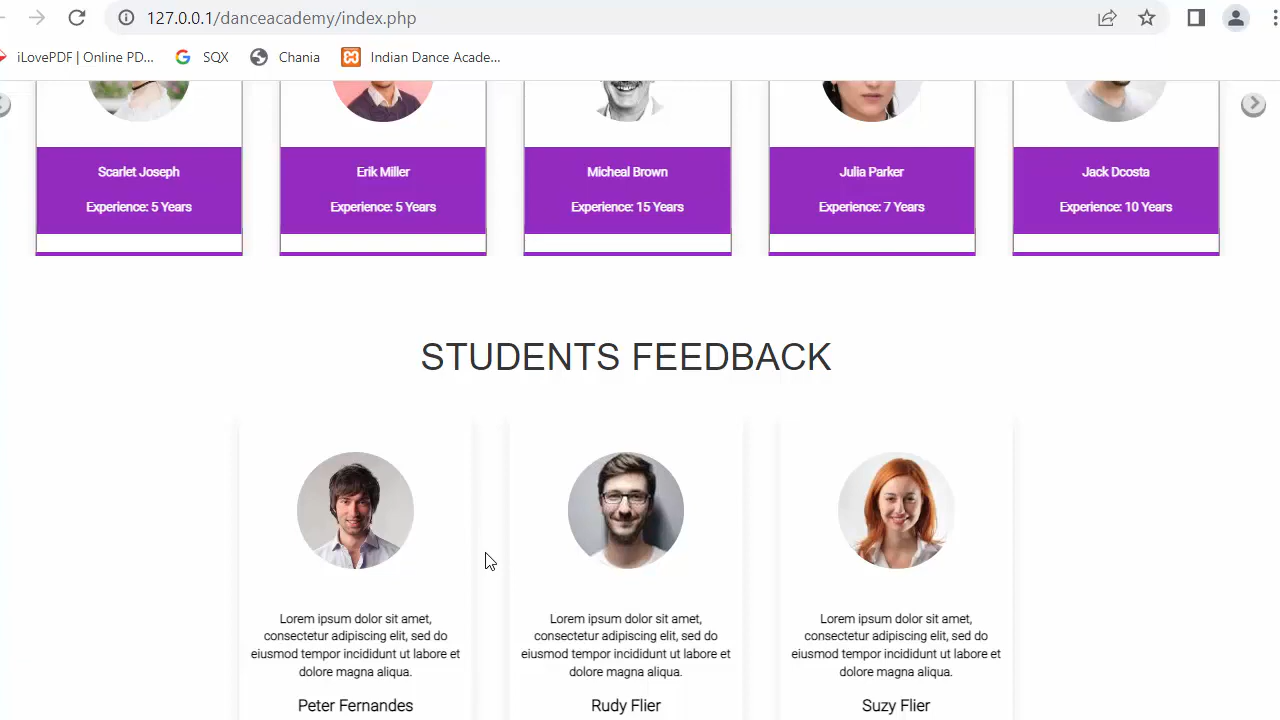 127.0.0.1/danceacademy/index.php
iLovePDF | Online PD... SQX Chania Indian Dance Acade...
Scarlet Joseph Erik Miller Micheal Brown Julia Parker Jack Dcosta
Experience: 5 Years Experience: 5 Years Experience: 15 Years Experience: 7 Years Experience: 10 Years
STUDENTS FEEDBACK
Lorem ipsum dolor sit amet,
consectetur adipiscing elit, sed do
eiusmod tempor incididunt ut labore et
dolore magna aliqua.
Peter Fernandes
Lorem ipsum dolor sit amet,
consectetur adipiscing elit, sed do
eiusmod tempor incididunt ut labore et
dolore magna aliqua.
Rudy Flier
Lorem ipsum dolor sit amet,
consectetur adipiscing elit, sed do
eiusmod tempor incididunt ut labore et
dolore magna aliqua.
Suzy Flier